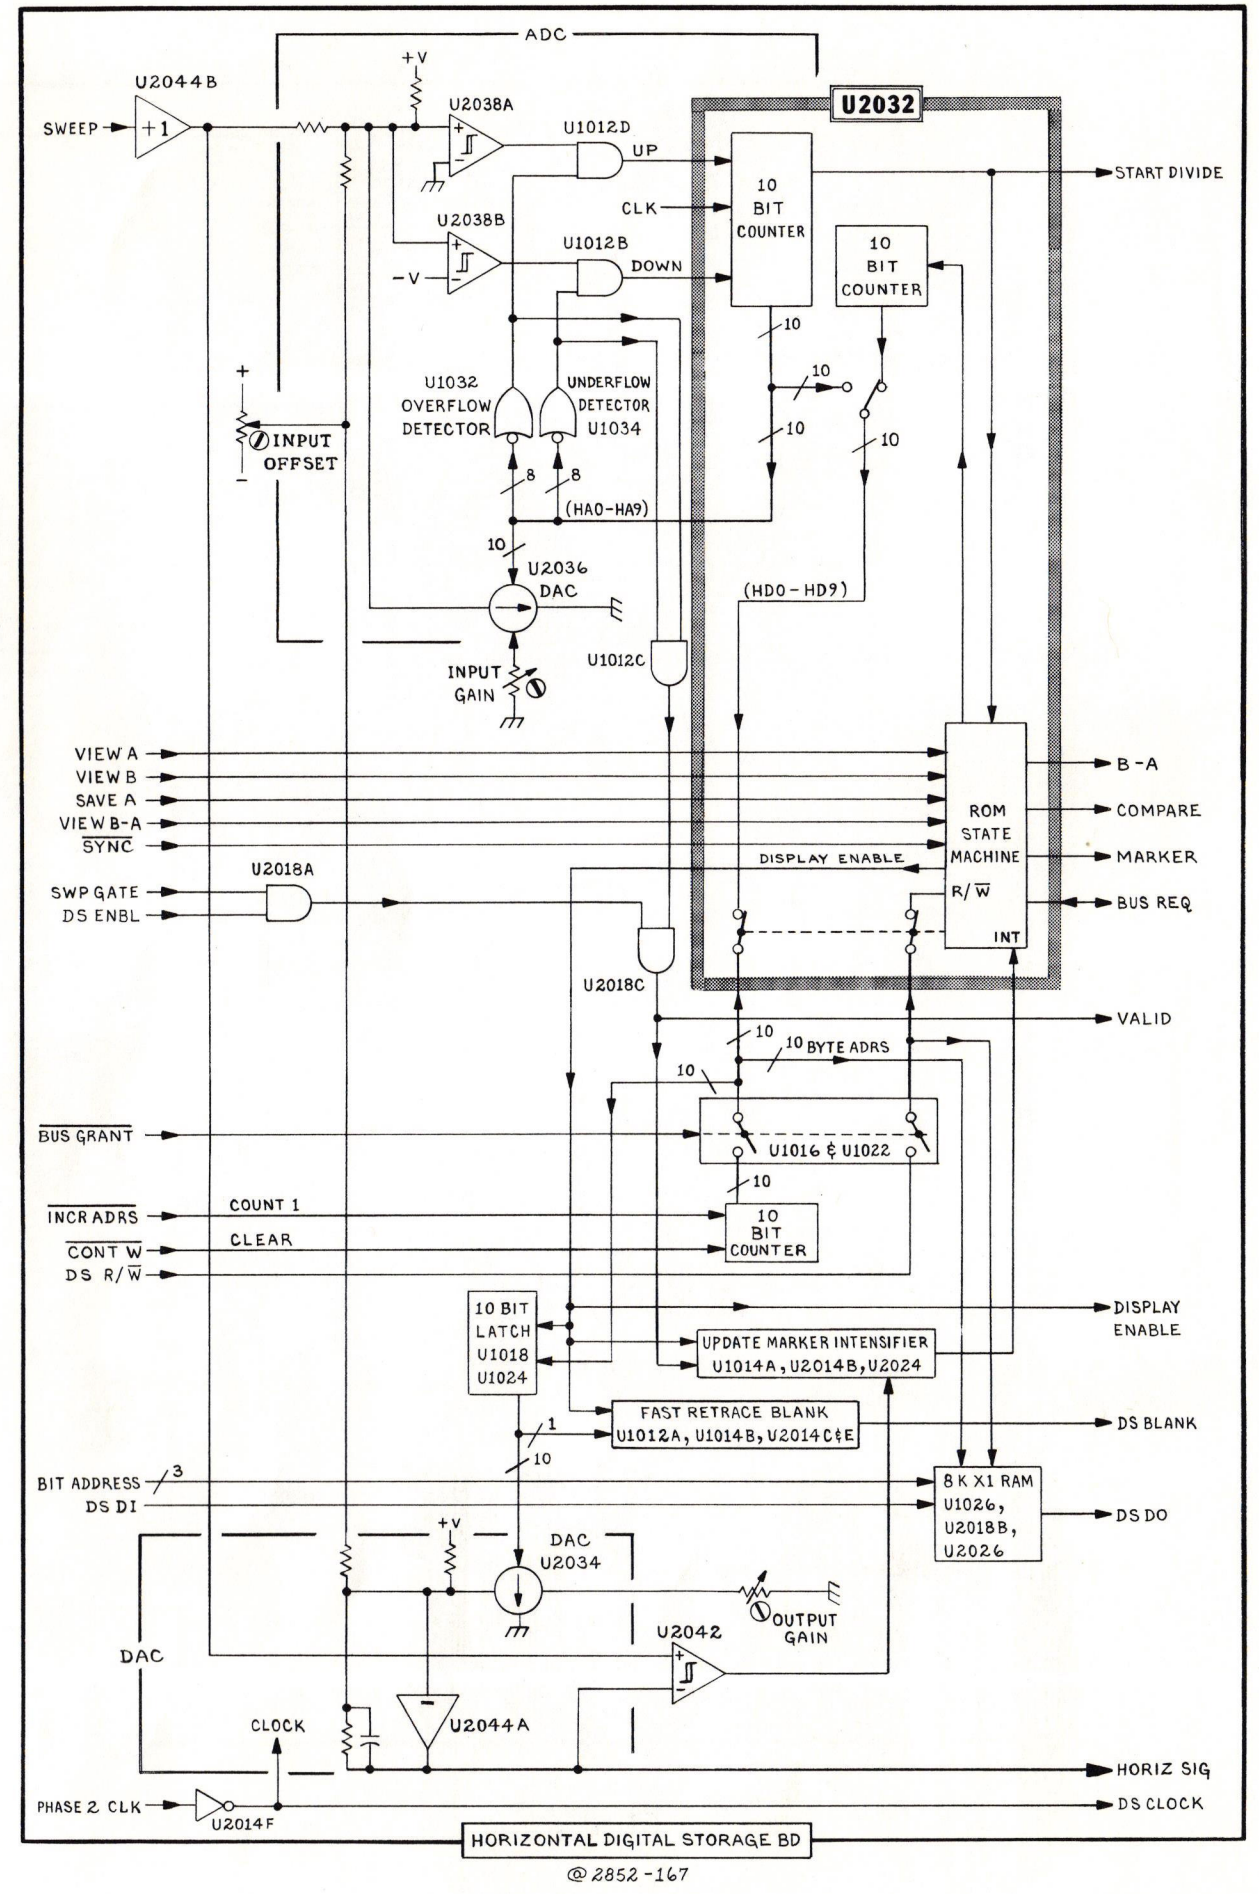 ADC
+V
U2044B
U2038A
U2032
SWEEP
+1
+
-
U1012D
UP
10
BIT
COUNTER
START DIVIDE
CLK
U2038B
+
-
-V
U1012B
DOWN
10
BIT
COUNTER
10
10
10
10
U1032
OVERFLOW
DETECTOR
UNDERFLOW
DETECTOR
U1034
+
INPUT
OFFSET
-
8
8
(HA0-HA9)
10
U2036
DAC
(HD0-HD9)
INPUT
GAIN
U1012C
VIEW A
VIEW B
SAVE A
VIEW B-A
SYNC
ROM
STATE
MACHINE
B-A
COMPARE
MARKER
DISPLAY ENABLE
R/W
BUS REQ
INT
U2018A
SWP GATE
DS ENBL
U2018C
VALID
10
10 BYTE ADRS
10
BUS GRANT
U1016 & U1022
10
INCR ADRS
COUNT 1
CONT W
CLEAR
DS R/W
10
BIT
COUNTER
10 BIT
LATCH
U1018
U1024
DISPLAY
ENABLE
UPDATE MARKER INTENSIFIER
U1014A, U2014B, U2024
FAST RETRACE BLANK
U1012A, U1014B, U2014C&E
DS BLANK
1
10
BIT ADDRESS
3
DS DI
8K X1 RAM
U1026,
U2018B,
U2026
DS DO
+V
DAC
U2034
OUTPUT
GAIN
DAC
U2042
+
-
-
U2044A
CLOCK
HORIZ SIG
PHASE 2 CLK
U2014F
DS CLOCK
HORIZONTAL DIGITAL STORAGE BD
@2852-167